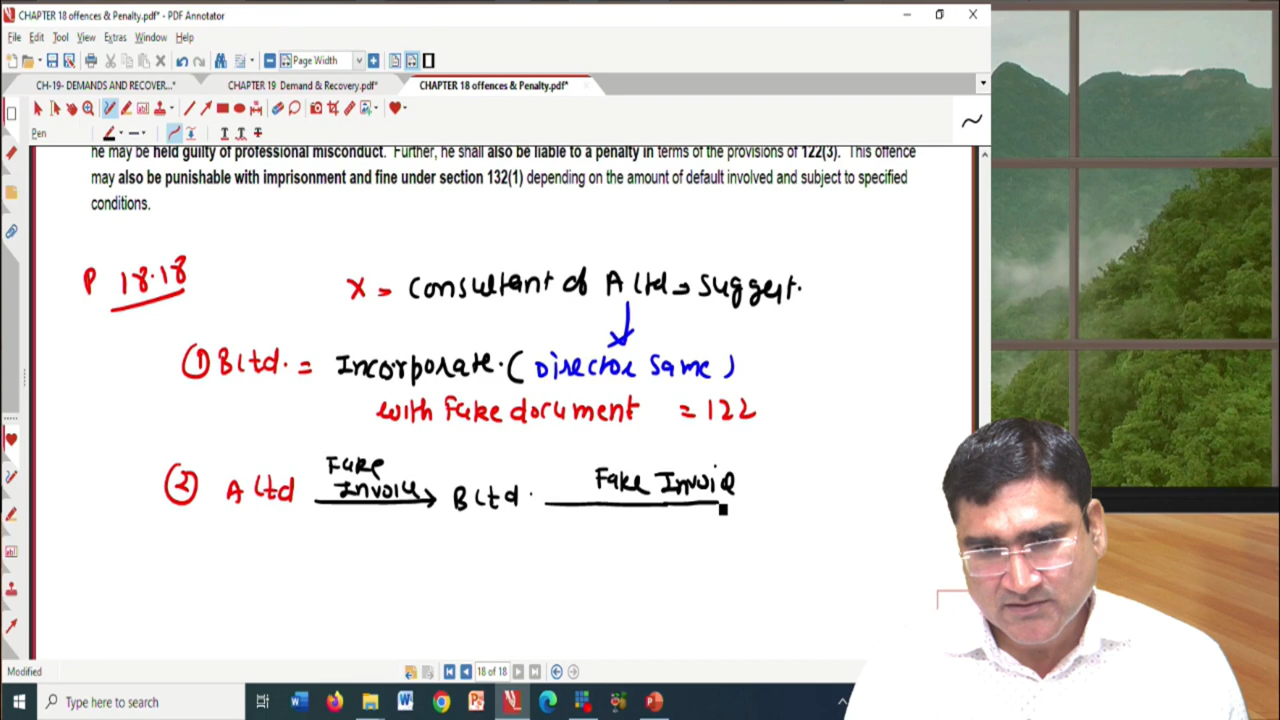 CHAPTER 18 offences & Penalty.pdf* - PDF Annotator
File Edit Tool View Extras Window Help
Page Width
CH-19- DEMANDS AND RECOVER...* CHAPTER 19 Demand & Recovery.pdf* CHAPTER 18 offences & Penalty.pdf*
Pen
he may be held guilty of professional misconduct. Further, he shall also be liable to a penalty in terms of the provisions of 122(3). This offence
may also be punishable with imprisonment and fine under section 132(1) depending on the amount of default involved and subject to specified
conditions.
P 18.18
X = Consultant of A Ltd → Suggest.
① B Ltd. = Incorporate. (Director Same)
with Fake document = 122
② A Ltd Fake Invoice B Ltd. Fake Invoice
Modified
18 of 18
Type here to search